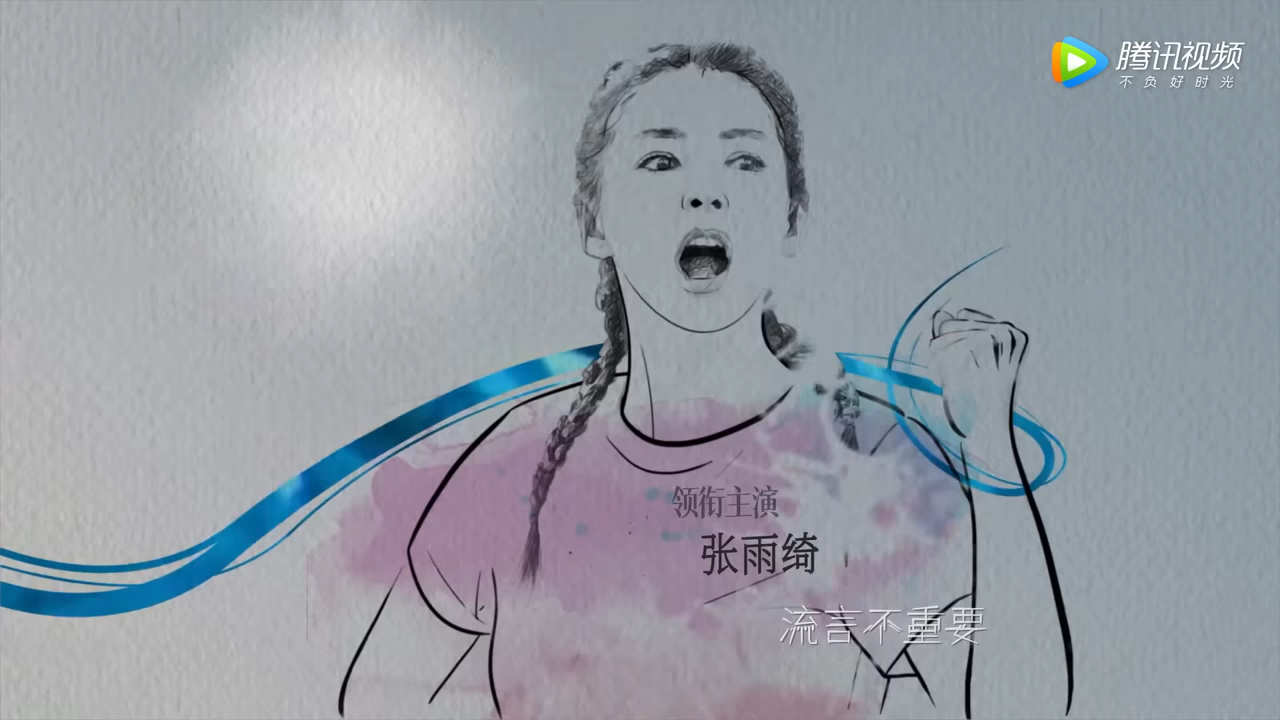 腾讯视频
不负好时光
领衔主演
张雨绮
流言不重要